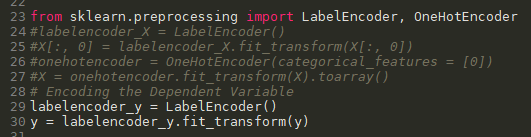 22
23 from sklearn.preprocessing import LabelEncoder, OneHotEncoder
24 #labelencoder_X = LabelEncoder()
25 #X[:, 0] = labelencoder_X.fit_transform(X[:, 0])
26 #onehotencoder = OneHotEncoder(categorical_features = [0])
27 #X = onehotencoder.fit_transform(X).toarray()
28 # Encoding the Dependent Variable
29 labelencoder_y = LabelEncoder()
30 y = labelencoder_y.fit_transform(y)
31